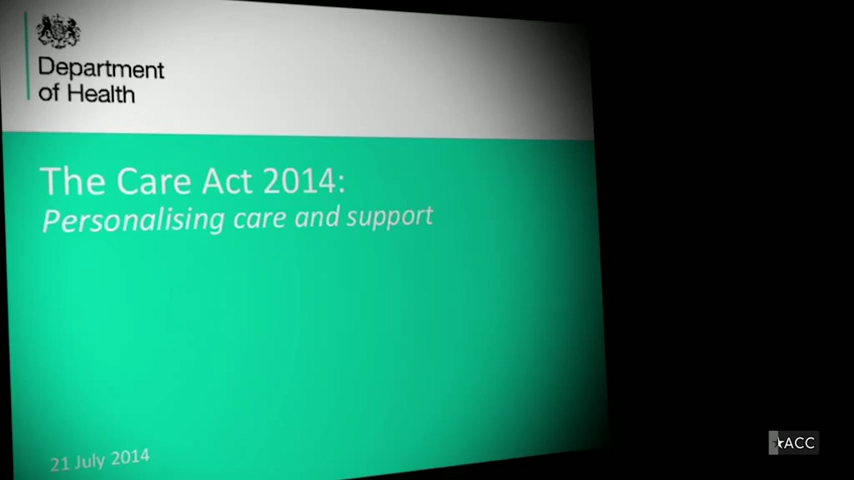 Department
of Health
The Care Act 2014:
Personalising care and support
21 July 2014
ACC